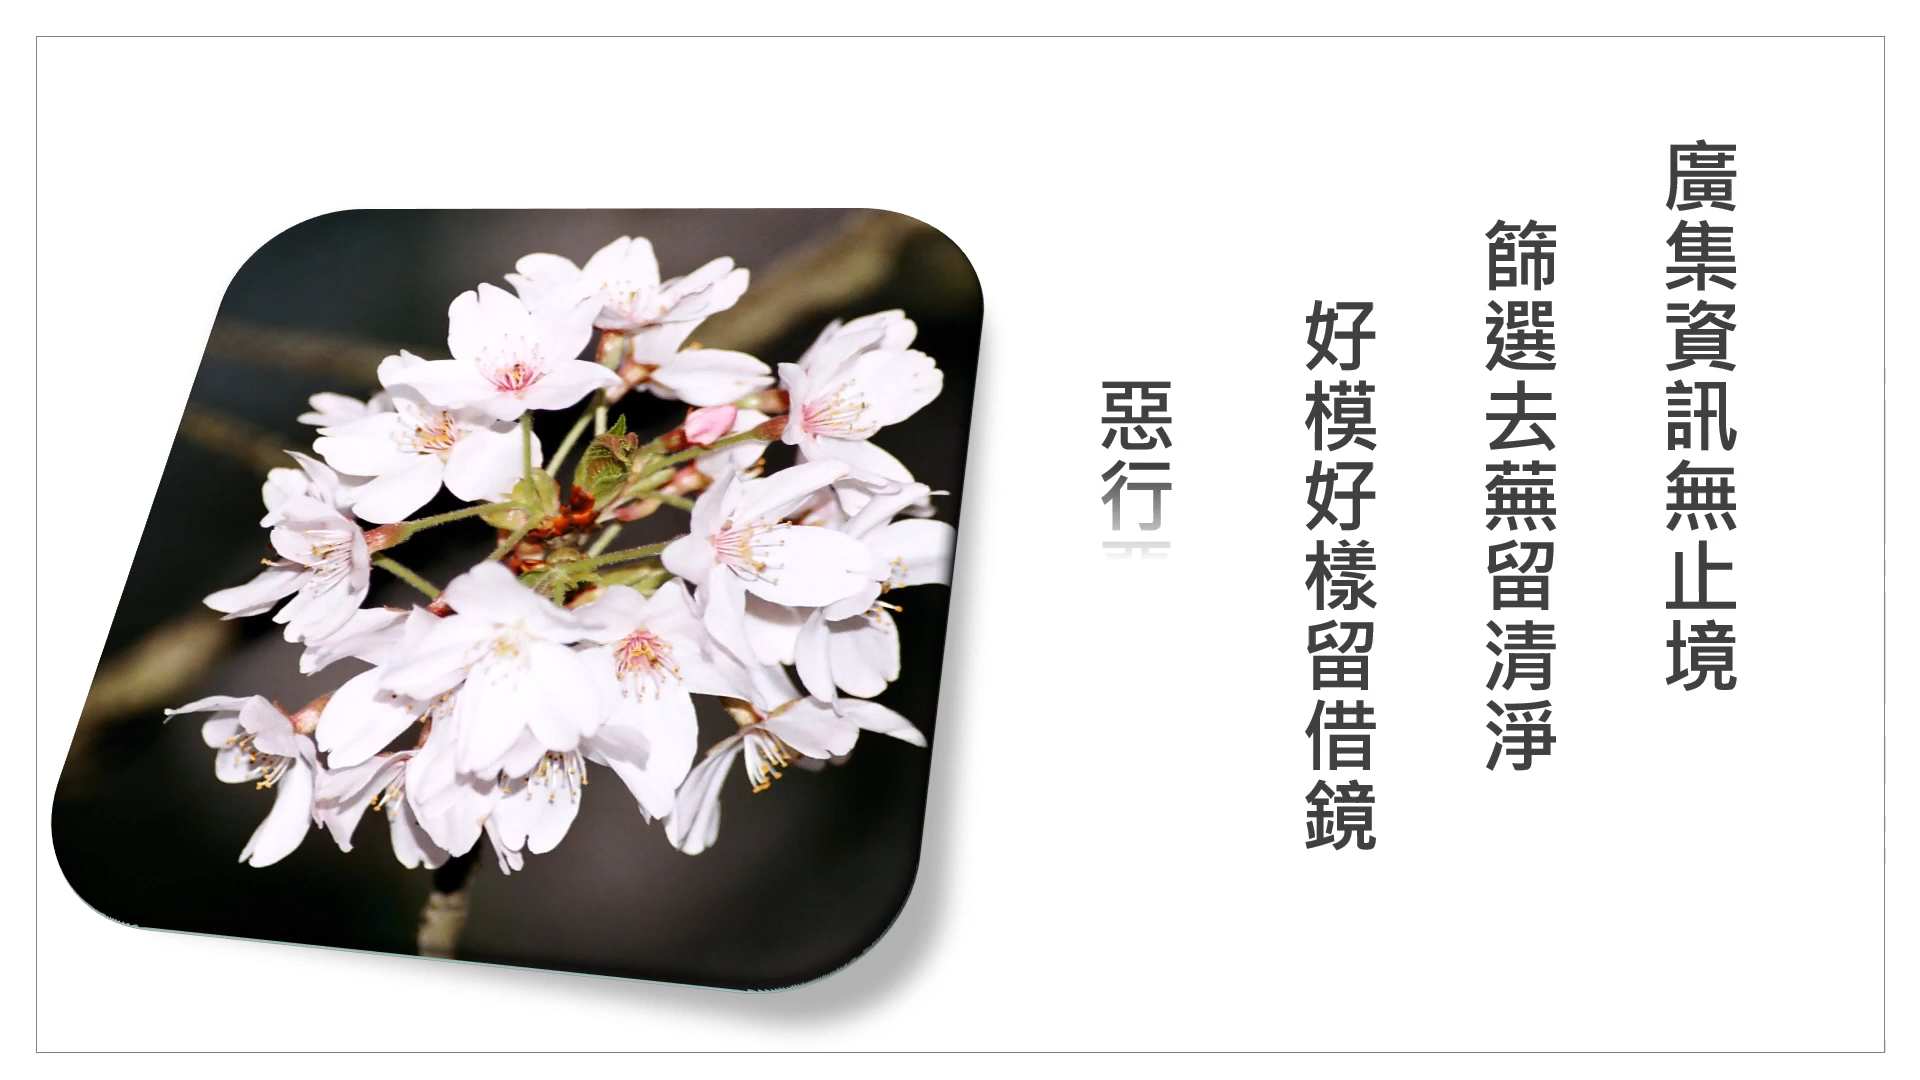 廣集資訊無止境
篩選去蕪留清淨
好模好樣留借鏡
惡行